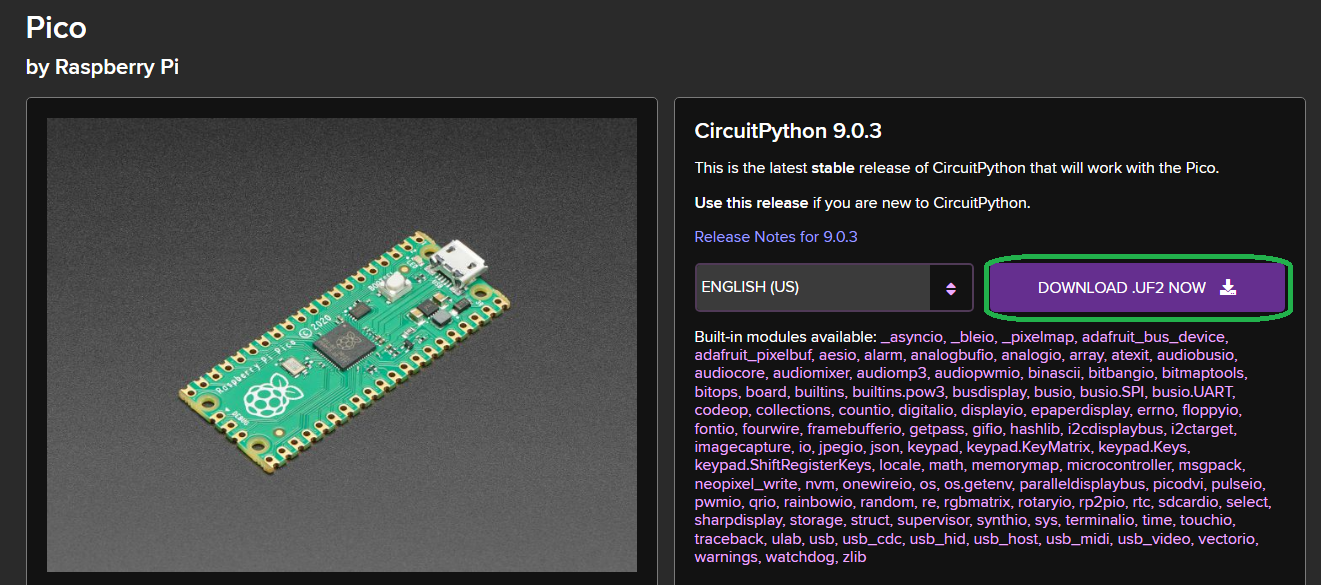 Pico
by Raspberry Pi
Raspberry Pi Pico © 2020
BOOTSEL
USB
DEBUG
CircuitPython 9.0.3
This is the latest stable release of CircuitPython that will work with the Pico.
Use this release if you are new to CircuitPython.
Release Notes for 9.0.3
ENGLISH (US)
DOWNLOAD .UF2 NOW
Built-in modules available: _asyncio, _bleio, _pixelmap, adafruit_bus_device,
adafruit_pixelbuf, aesio, alarm, analogbufio, analogio, array, atexit, audiobusio,
audiocore, audiomixer, audiomp3, audiopwmio, binascii, bitbangio, bitmaptools,
bitops, board, builtins, builtins.pow3, busdisplay, busio, busio.SPI, busio.UART,
codeop, collections, countio, digitalio, displayio, epaperdisplay, errno, floppyio,
fontio, fourwire, framebufferio, getpass, gifio, hashlib, i2cdisplaybus, i2ctarget,
imagecapture, io, jpegio, json, keypad, keypad.KeyMatrix, keypad.Keys,
keypad.ShiftRegisterKeys, locale, math, memorymap, microcontroller, msgpack,
neopixel_write, nvm, onewireio, os, os.getenv, paralleldisplaybus, picodvi, pulseio,
pwmio, qrio, rainbowio, random, re, rgbmatrix, rotaryio, rp2pio, rtc, sdcardio, select,
sharpdisplay, storage, struct, supervisor, synthio, sys, terminalio, time, touchio,
traceback, ulab, usb, usb_cdc, usb_hid, usb_host, usb_midi, usb_video, vectorio,
warnings, watchdog, zlib